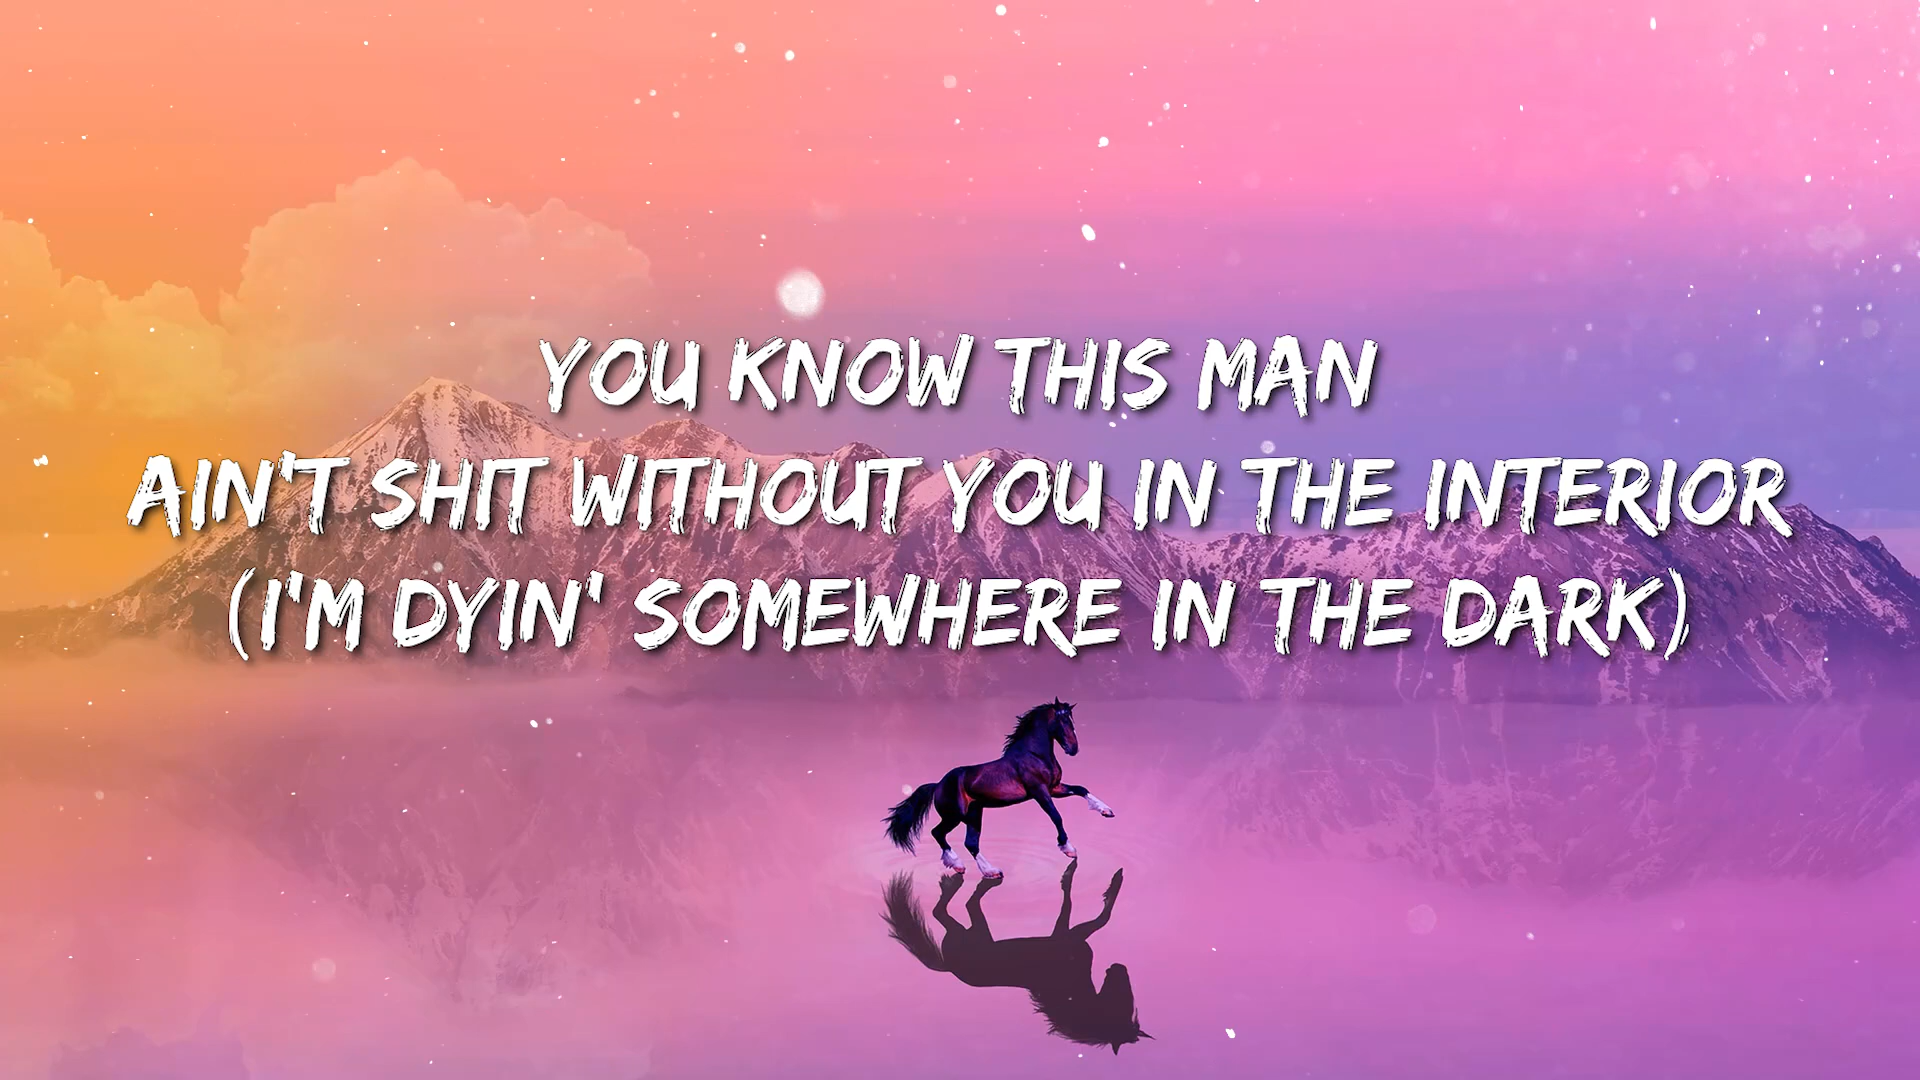 YOU KNOW THIS MAN
AIN'T SHIT WITHOUT YOU IN THE INTERIOR
(I'M DYIN' SOMEWHERE IN THE DARK)